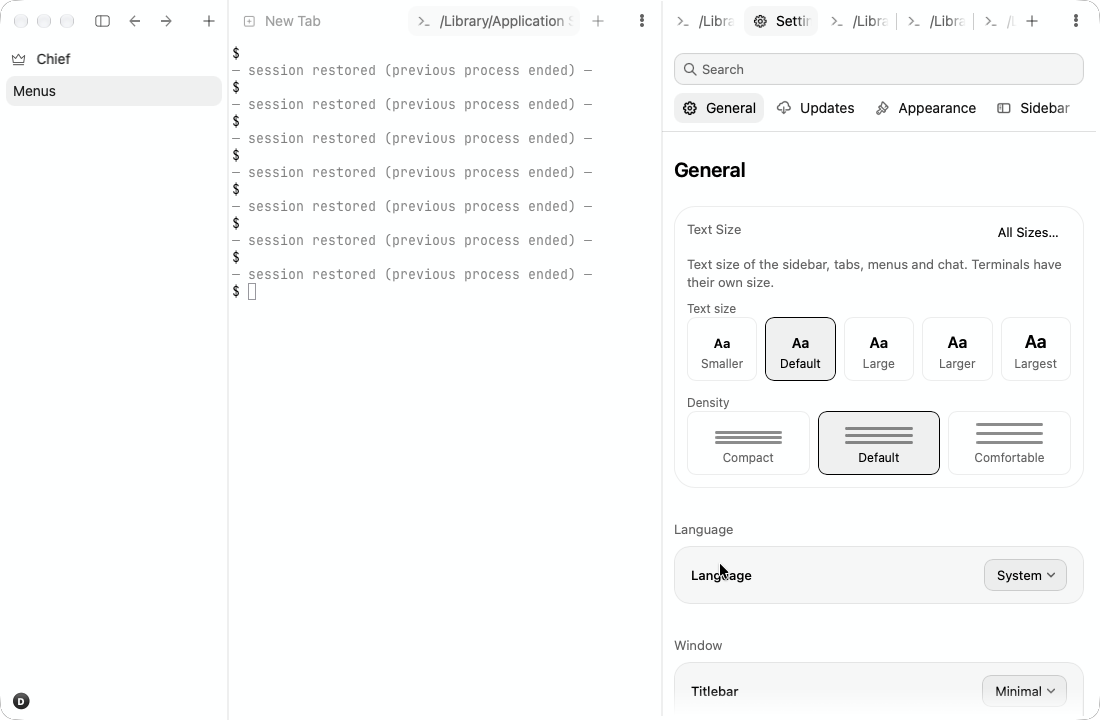 New Tab
/Library/Application
Chief
Menus
$
— session restored (previous process ended) —
$
— session restored (previous process ended) —
$
— session restored (previous process ended) —
$
— session restored (previous process ended) —
$
— session restored (previous process ended) —
$
— session restored (previous process ended) —
$
— session restored (previous process ended) —
$
D
Search
General
Updates
Appearance
Sidebar
General
Text Size
All Sizes...
Text size of the sidebar, tabs, menus and chat. Terminals have
their own size.
Text size
Aa Aa Aa Aa Aa
Smaller Default Large Larger Largest
Density
Compact Default Comfortable
Language
Language
System
Window
Titlebar
Minimal